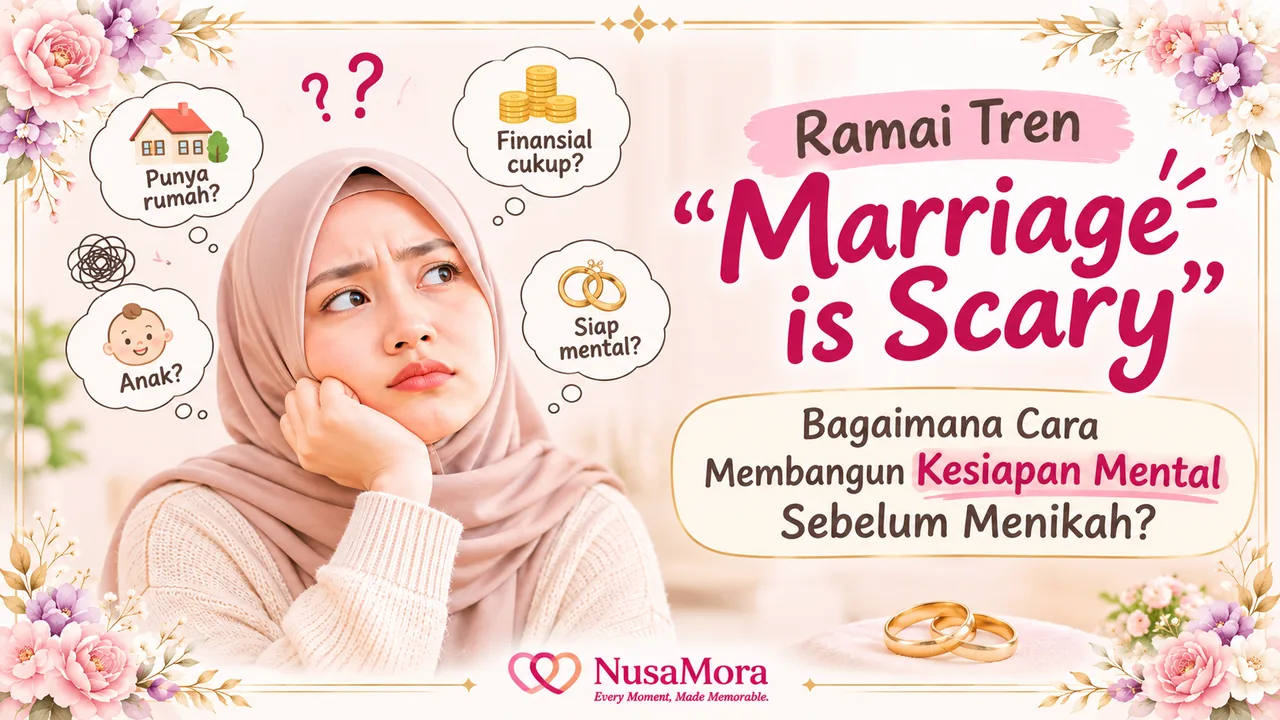 ??
Punya
rumah?
Finansial
cukup?
Anak?
Siap
mental?
Ramai Tren
“Marriage
is Scary”
Bagaimana Cara
Membangun Kesiapan Mental
Sebelum Menikah?
NusaMora
Every Moment, Made Memorable.